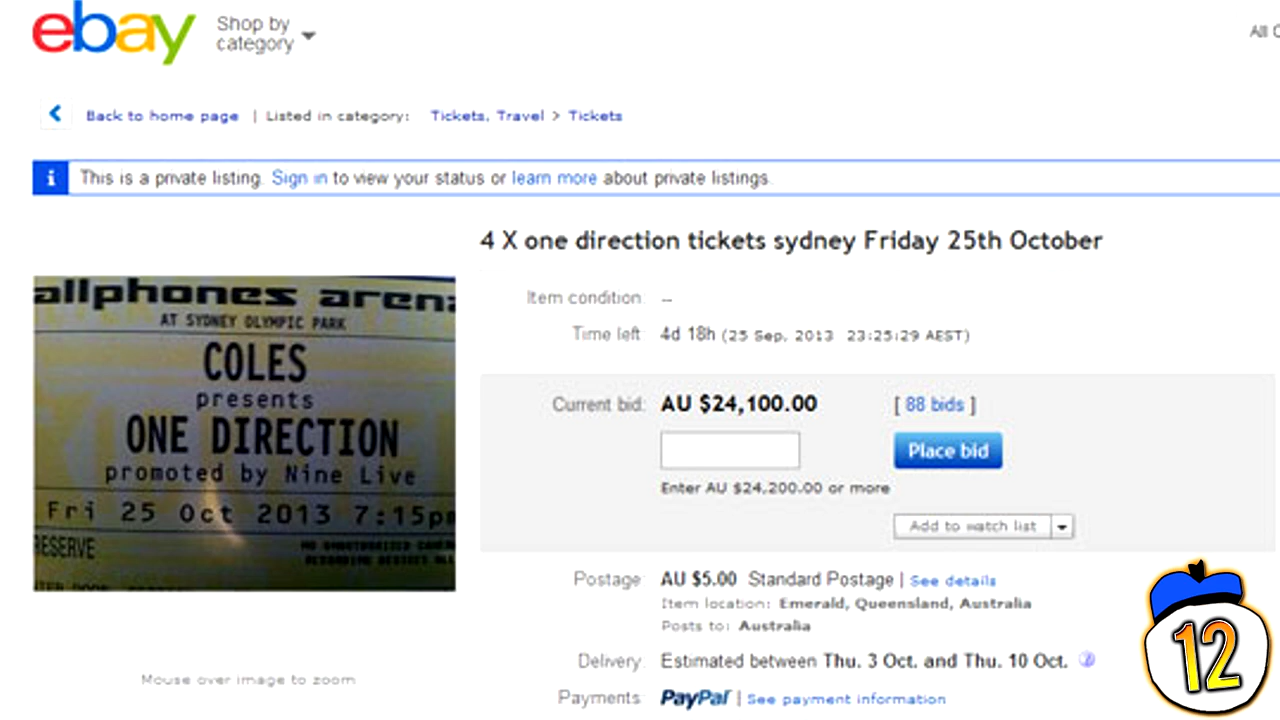 ebay
Shop by
category
All
Back to home page | Listed in category: Tickets, Travel > Tickets
i This is a private listing. Sign in to view your status or learn more about private listings.
4 X one direction tickets sydney Friday 25th October
allphones aren
AT SYDNEY OLYMPIC PARK
COLES
presents
ONE DIRECTION
promoted by Nine Live
Fri 25 Oct 2013 7:15p
RESERVE
Mouse over image to zoom
Item condition: --
Time left: 4d 18h (25 Sep, 2013 23:25:29 AEST)
Current bid: AU $24,100.00 [ 88 bids ]
Place bid
Enter AU $24,200.00 or more
Add to watch list
Postage: AU $5.00 Standard Postage | See details
Item location: Emerald, Queensland, Australia
Posts to: Australia
Delivery: Estimated between Thu. 3 Oct. and Thu. 10 Oct. ?
Payments: PayPal | See payment information
12